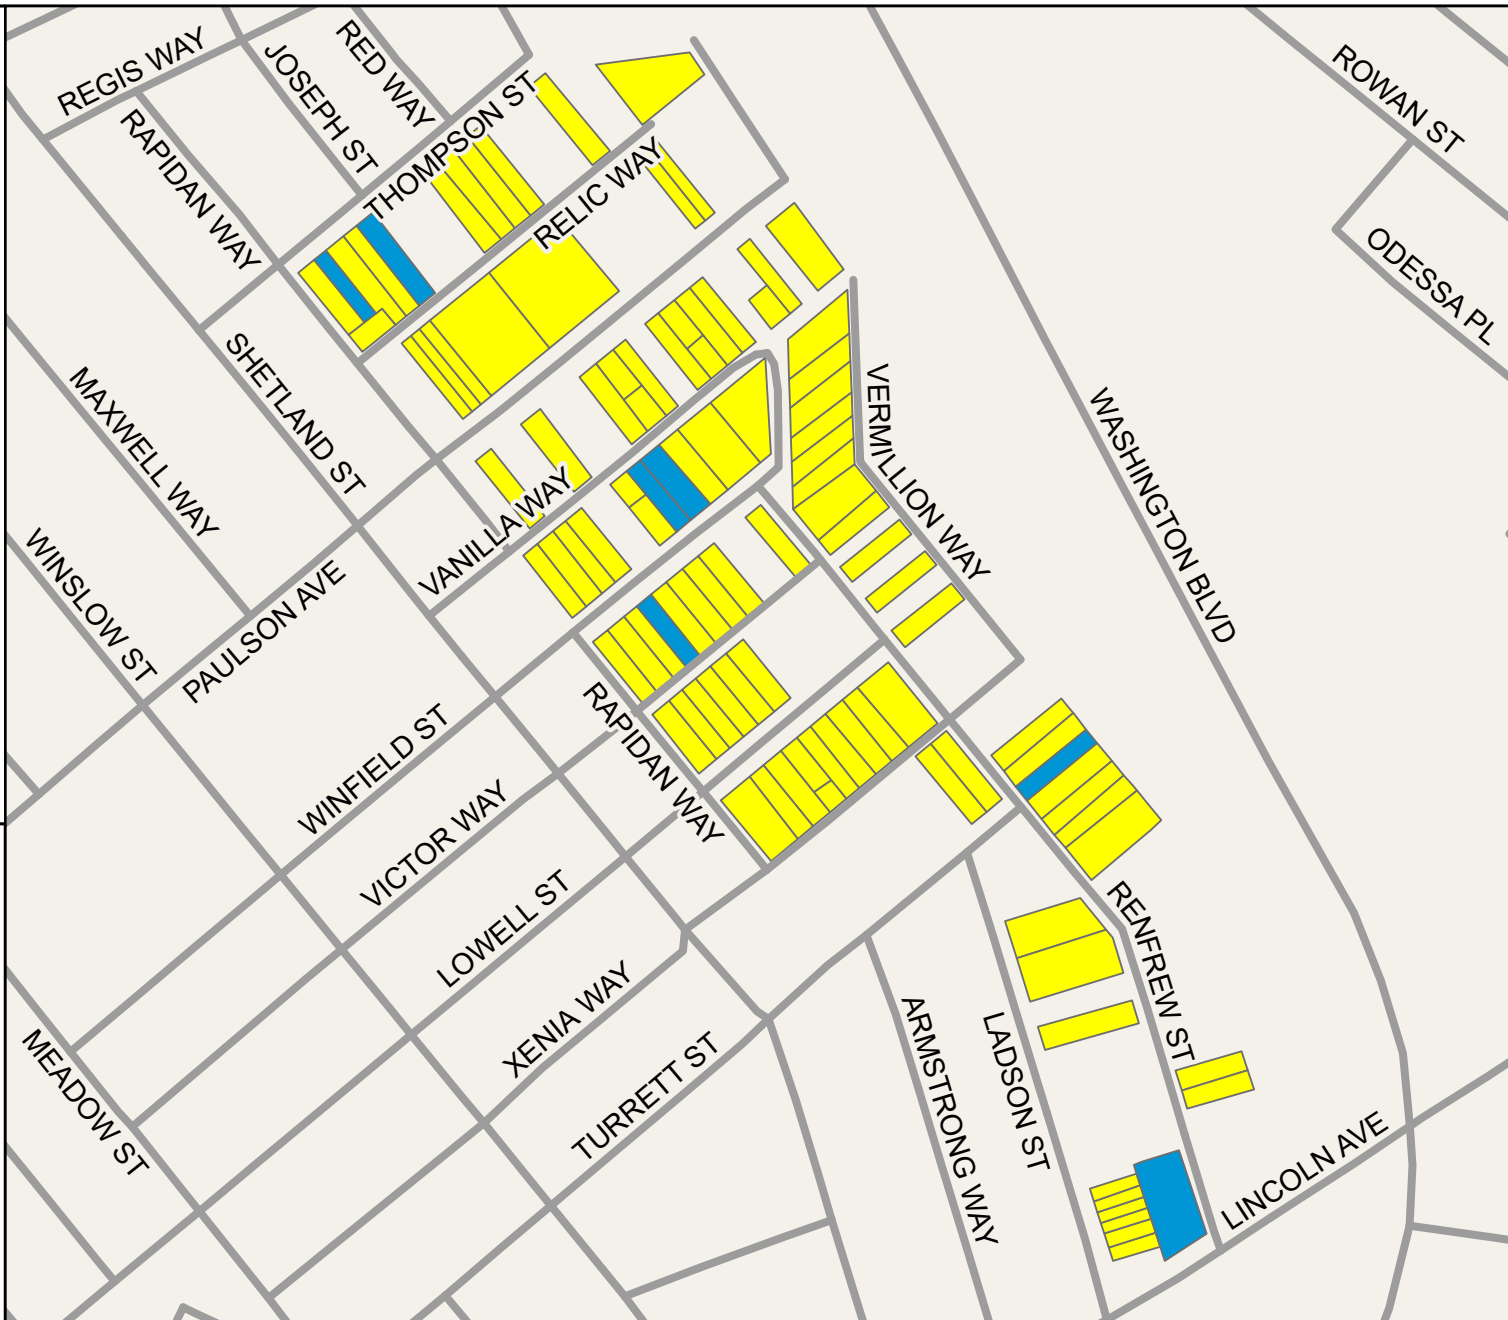 REGIS WAY
JOSEPH ST
RED WAY
ROWAN ST
RAPIDAN WAY
THOMPSON ST
RELIC WAY
ODESSA PL
SHETLAND ST
MAXWELL WAY
VERMILLION WAY
WASHINGTON BLVD
VANILLA WAY
WINSLOW ST
PAULSON AVE
WINFIELD ST
RAPIDAN WAY
VICTOR WAY
LOWELL ST
RENFREW ST
XENIA WAY
ARMSTRONG WAY
LADSON ST
MEADOW ST
TURRETT ST
LINCOLN AVE